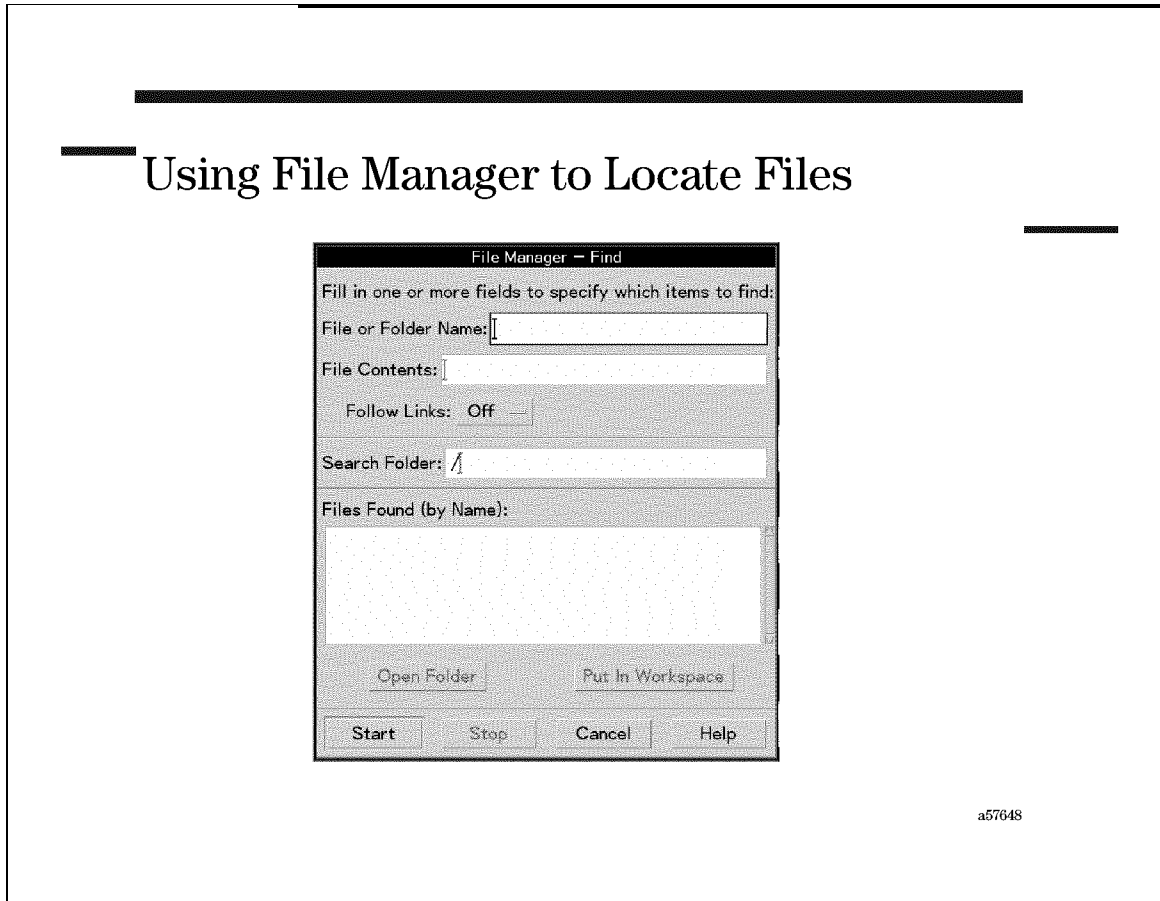 Using File Manager to Locate Files
File Manager – Find
Fill in one or more fields to specify which items to find:
File or Folder Name:
File Contents:
Follow Links: Off
Search Folder: /
Files Found (by Name):
Open Folder Put In Workspace
Start Stop Cancel Help
a57648